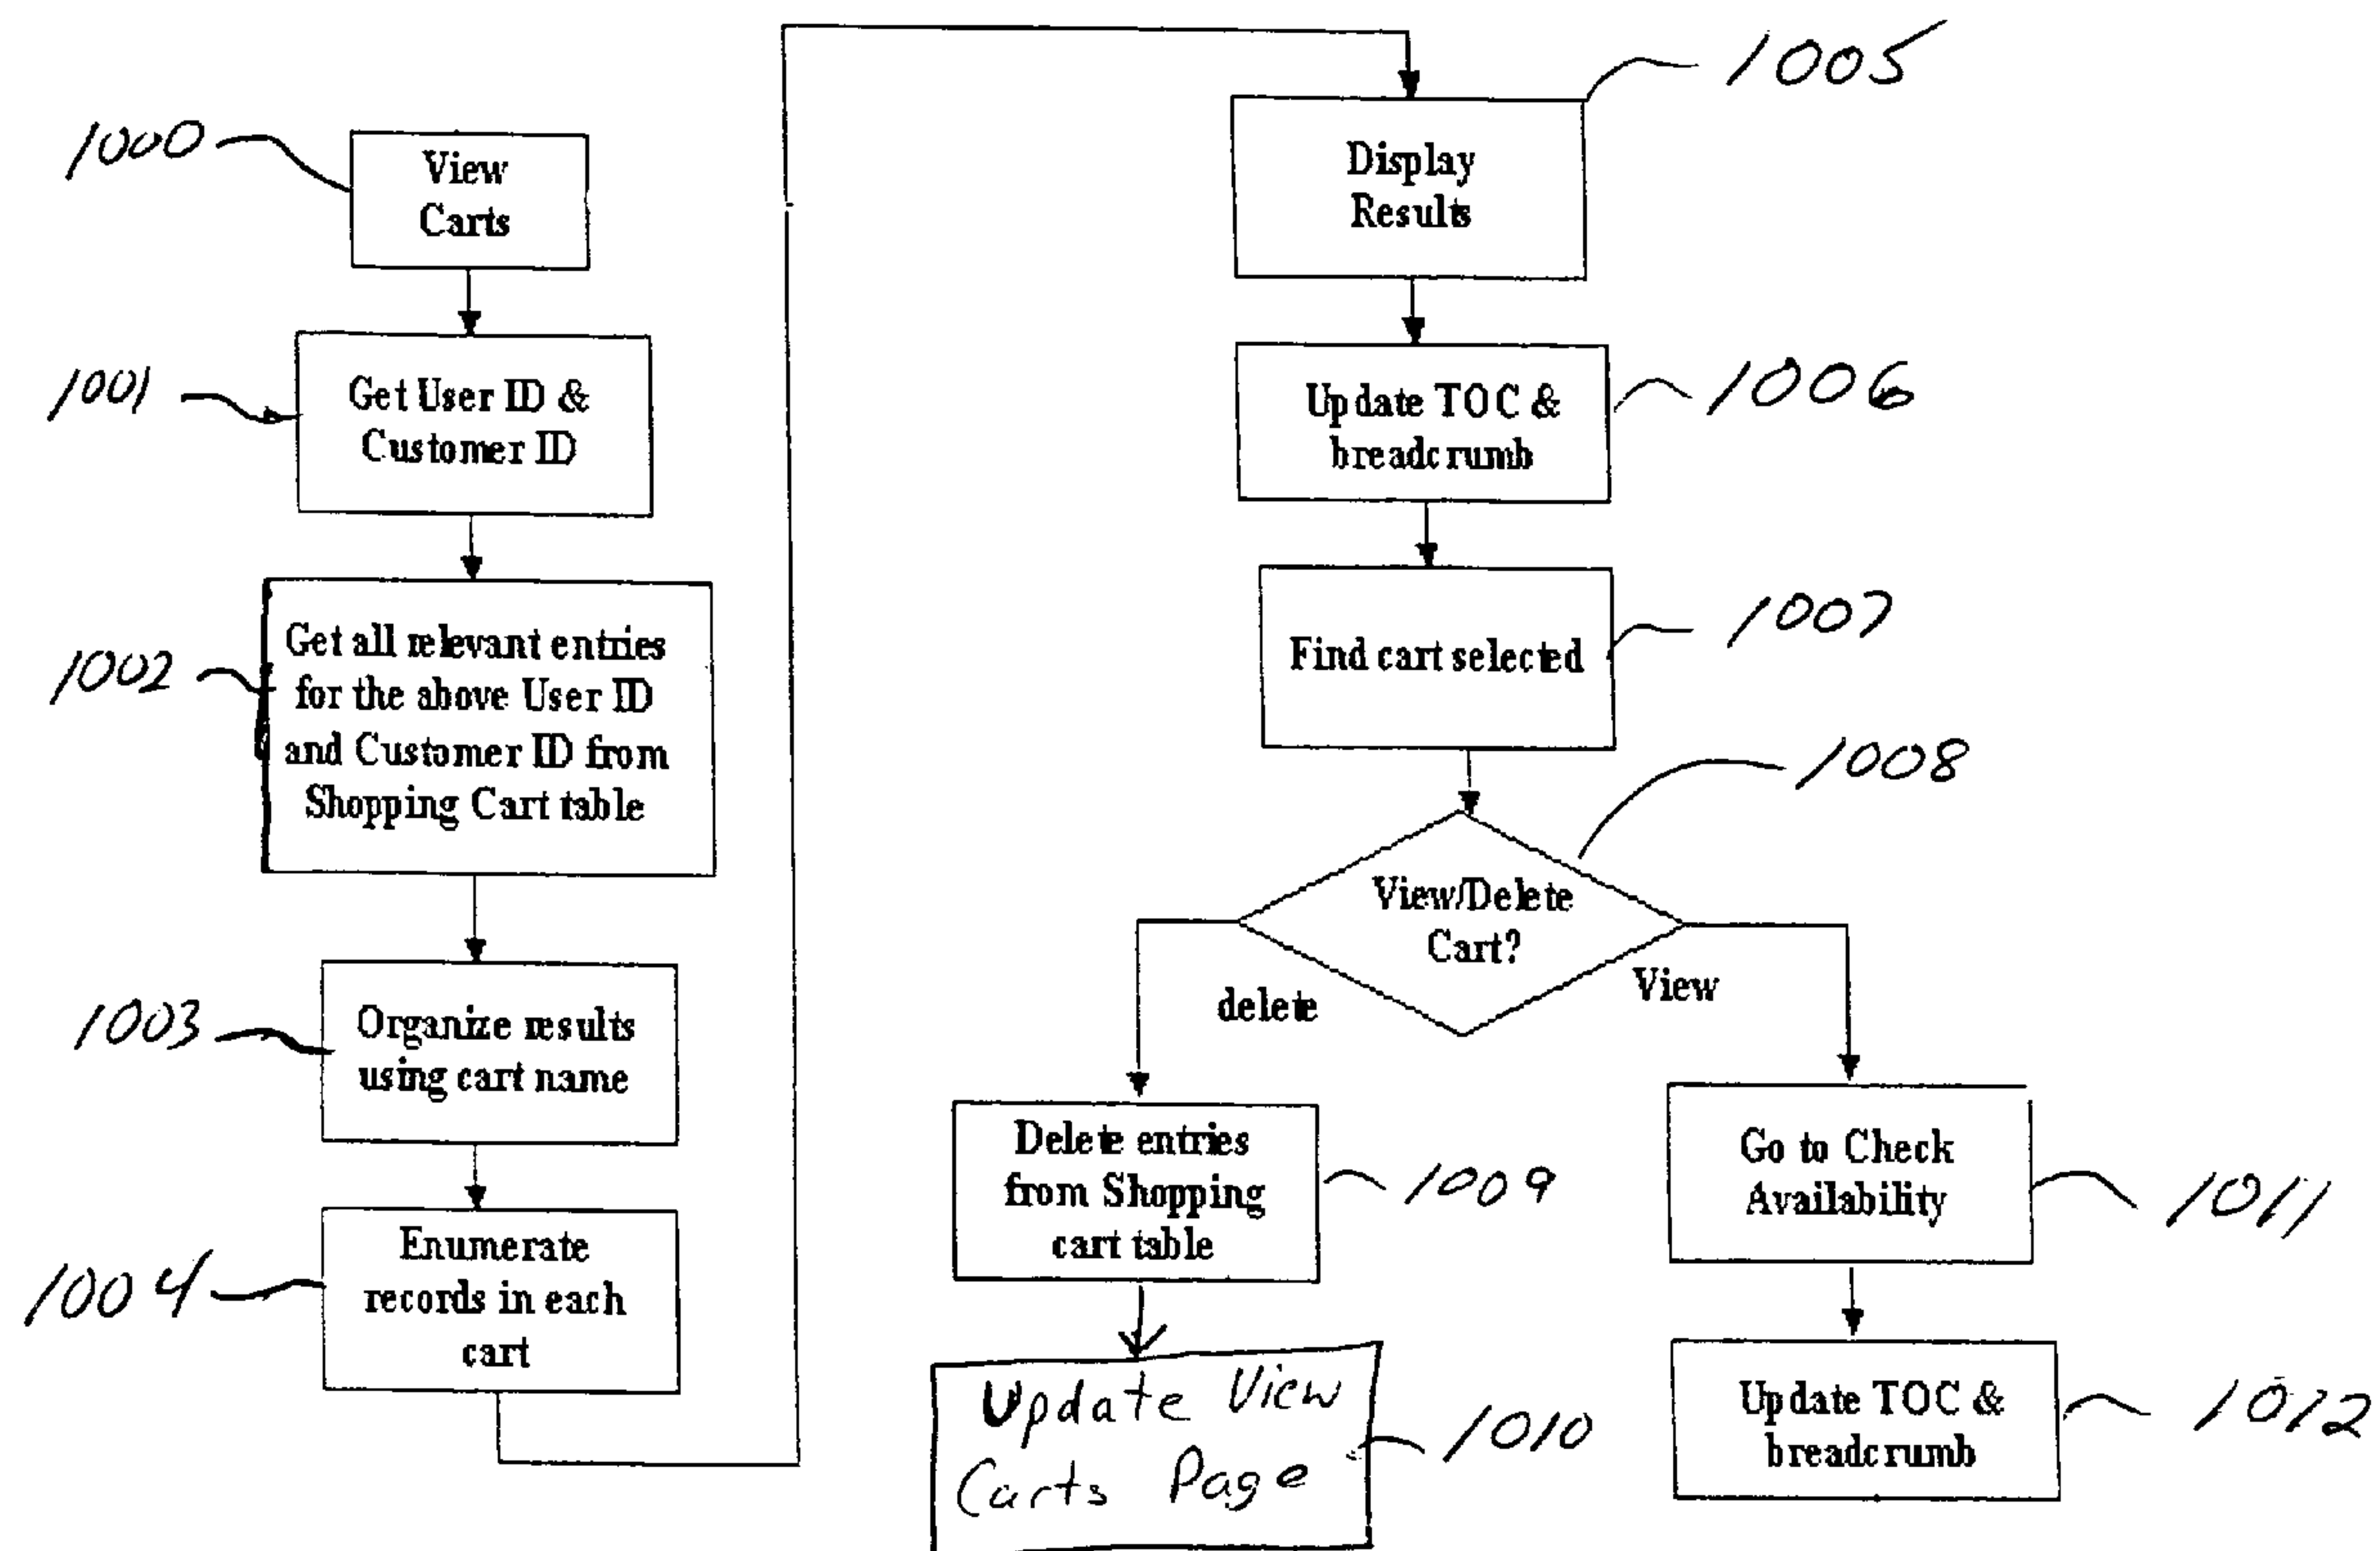 1000
View
Carts
1001
Get User ID &
Customer ID
1002
Get all relevant entries
for the above User ID
and Customer ID from
Shopping Cart table
1003
Organize results
using cart name
1004
Enumerate
records in each
cart
1005
Display
Results
1006
Update TOC &
breadcrumb
1007
Find cart selected
1008
View/Delete
Cart?
delete
View
Delete entries
from Shopping
cart table
1009
Update View
Carts Page
1010
Go to Check
Availability
1011
Update TOC &
breadcrumb
1012